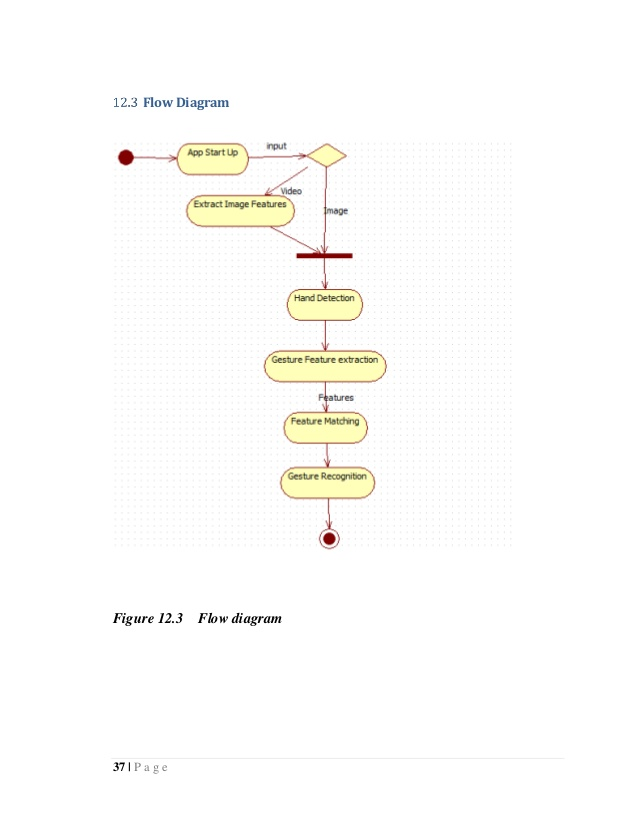 12.3 Flow Diagram
App Start Up
input
Video
Extract Image Features
Image
Hand Detection
Gesture Feature extraction
Features
Feature Matching
Gesture Recognition
Figure 12.3 Flow diagram
37 | P a g e